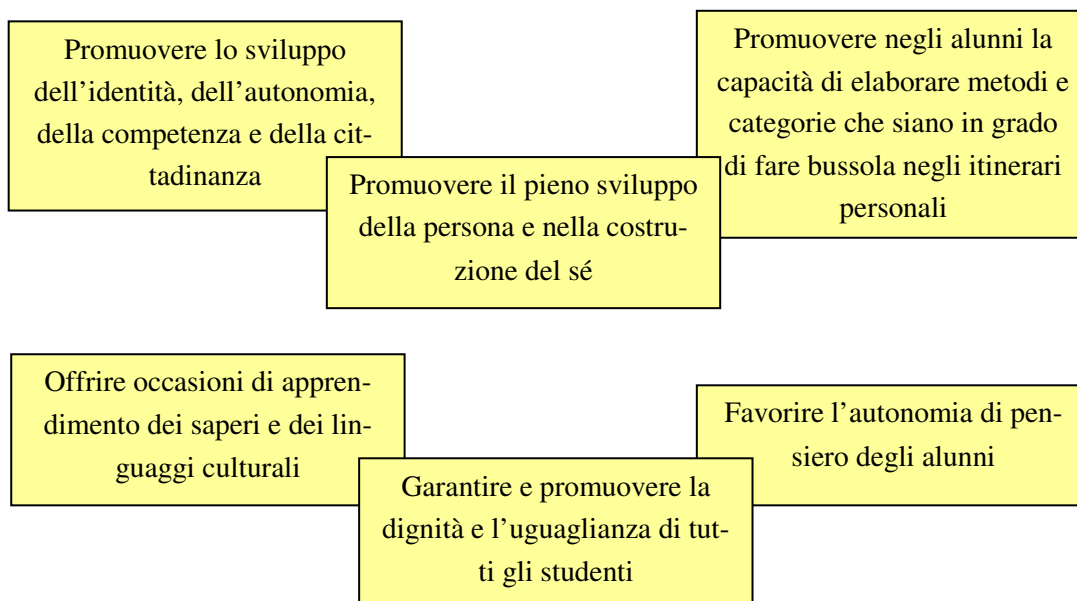 Promuovere lo sviluppo
dell’identità, dell’autonomia,
della competenza e della cit-
tadinanza
Promuovere il pieno sviluppo
della persona e nella costru-
zione del sé
Promuovere negli alunni la
capacità di elaborare metodi e
categorie che siano in grado
di fare bussola negli itinerari
personali
Offrire occasioni di appren-
dimento dei saperi e dei lin-
guaggi culturali
Garantire e promuovere la
dignità e l’uguaglianza di tut-
ti gli studenti
Favorire l’autonomia di pen-
siero degli alunni